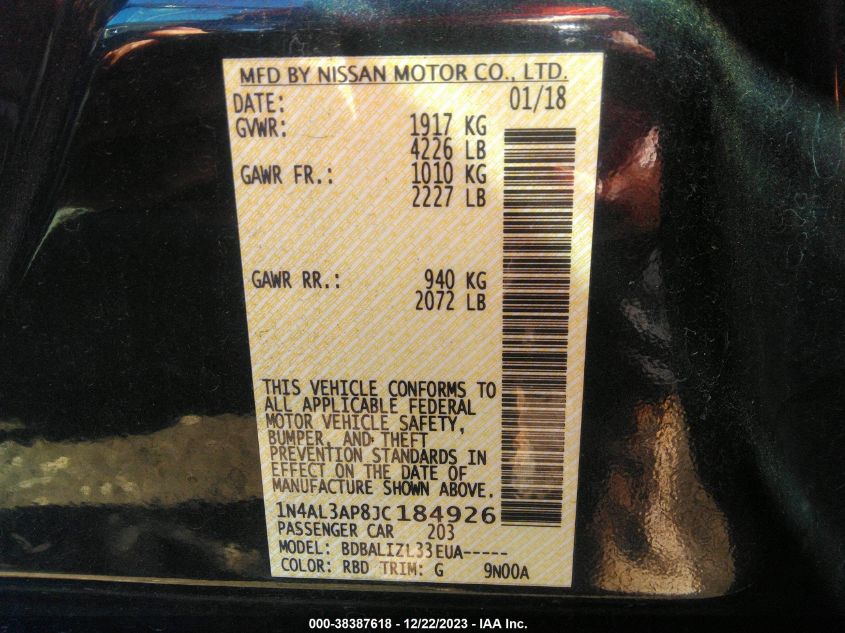 MFD BY NISSAN MOTOR CO., LTD.
DATE: 01/18
GVWR: 1917 KG
4226 LB
GAWR FR.: 1010 KG
2227 LB
GAWR RR.: 940 KG
2072 LB
THIS VEHICLE CONFORMS TO
ALL APPLICABLE FEDERAL
MOTOR VEHICLE SAFETY,
BUMPER, AND THEFT
PREVENTION STANDARDS IN
EFFECT ON THE DATE OF
MANUFACTURE SHOWN ABOVE.
1N4AL3AP8JC184926
PASSENGER CAR 203
MODEL: BDBALIZL33EUA-----
COLOR: RBD TRIM: G 9N00A
000-38387618 - 12/22/2023 - IAA Inc.